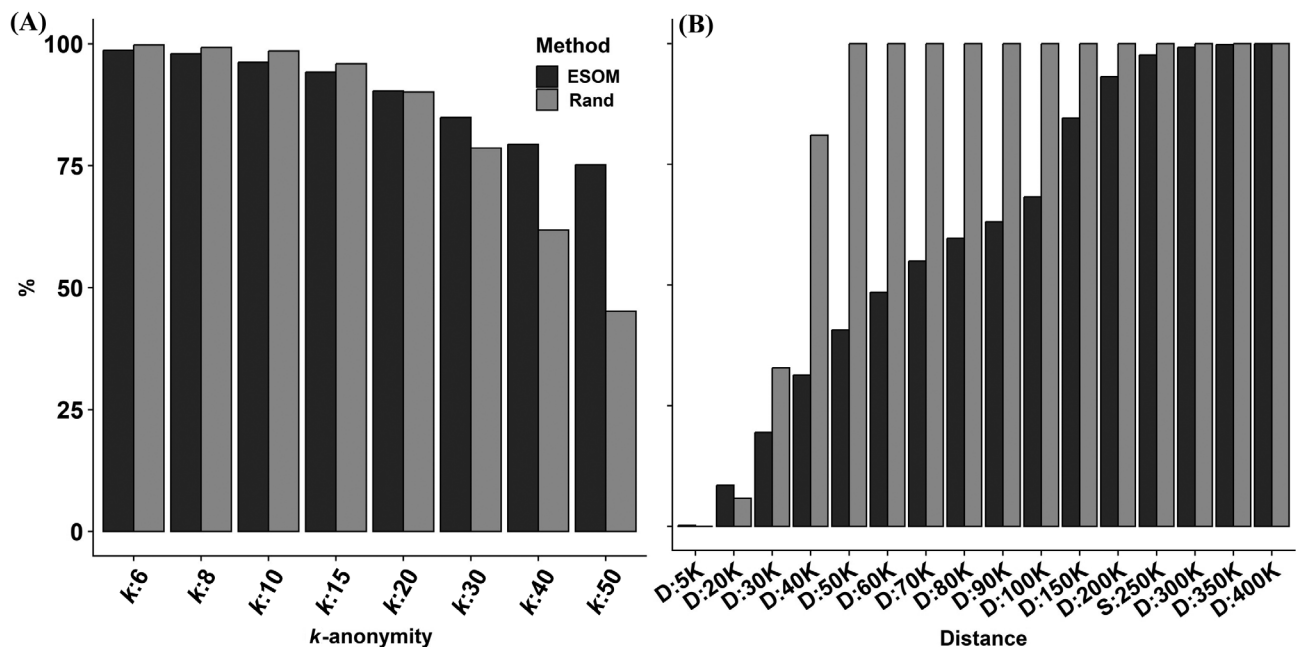 (A)
100
75
50
25
0
%
Method
ESOM
Rand
k:6
k:8
k:10
k:15
k:20
k:30
k:40
k:50
k-anonymity
(B)
D:5K
D:20K
D:30K
D:40K
D:50K
D:60K
D:70K
D:80K
D:90K
D:100K
D:150K
D:200K
S:250K
D:300K
D:350K
D:400K
Distance